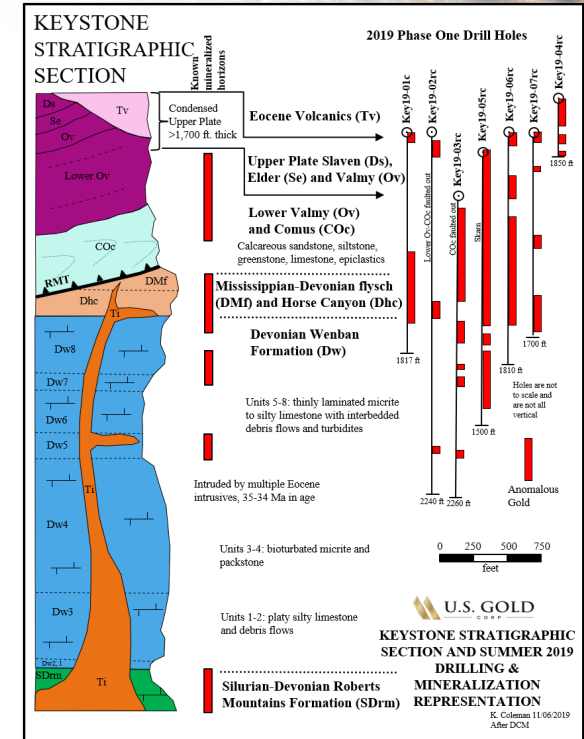 KEYSTONE
STRATIGRAPHIC
SECTION
Known
mineralized
horizons
2019 Phase One Drill Holes
Key19-01c
Key19-02rc
Key19-03rc
Key19-05rc
Key19-06rc
Key19-07rc
Key19-04rc
Ds
Se
Ov
Tv
Lower Ov
COc
RMT
DMf
Dhc
Ti
Dw8
Dw7
Dw6
Dw5
Ti
Dw4
Dw3
Dw2, 1
SDrm
Ti
Condensed
Upper Plate
>1,700 ft. thick
Eocene Volcanics (Tv)
Upper Plate Slaven (Ds),
Elder (Se) and Valmy (Ov)
Lower Valmy (Ov)
and Comus (COc)
Calcareous sandstone, siltstone,
greenstone, limestone, epiclastics
Mississippian-Devonian flysch
(DMf) and Horse Canyon (Dhc)
Devonian Wenban
Formation (Dw)
Units 5-8: thinly laminated micrite
to silty limestone with interbedded
debris flows and turbidites
Intruded by multiple Eocene
intrusives, 35-34 Ma in age
Units 3-4: bioturbated micrite and
packstone
Units 1-2: platy silty limestone
and debris flows
Silurian-Devonian Roberts
Mountains Formation (SDrm)
Lower Ov-COc faulted out
COc faulted out
Skarn
1817 ft
2240 ft
2260 ft
1500 ft
1810 ft
1700 ft
1850 ft
Holes are not
to scale and
are not all
vertical
Anomalous
Gold
0 250 500 750
feet
U.S. GOLD
CORP
KEYSTONE STRATIGRAPHIC
SECTION AND SUMMER 2019
DRILLING &
MINERALIZATION
REPRESENTATION
K. Coleman 11/06/2019
After DCM